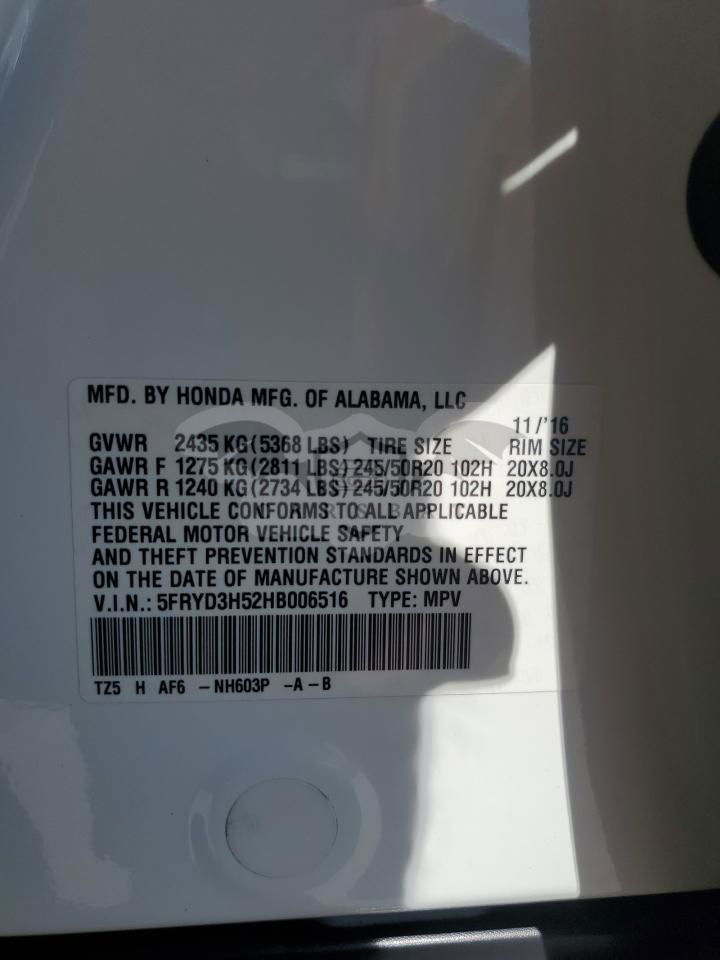 MFD. BY HONDA MFG. OF ALABAMA, LLC
11/'16
GVWR 2435 KG(5368 LBS) TIRE SIZE RIM SIZE
GAWR F 1275 KG(2811 LBS) 245/50R20 102H 20X8.0J
GAWR R 1240 KG(2734 LBS) 245/50R20 102H 20X8.0J
THIS VEHICLE CONFORMS TO ALL APPLICABLE
FEDERAL MOTOR VEHICLE SAFETY
AND THEFT PREVENTION STANDARDS IN EFFECT
ON THE DATE OF MANUFACTURE SHOWN ABOVE.
V.I.N.: 5FRYD3H52HB006516 TYPE: MPV
TZ5 H AF6 -NH603P -A-B